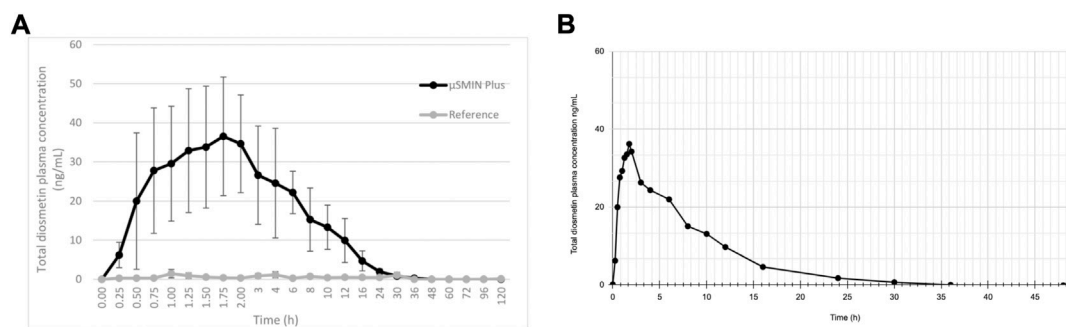 A
60
50
40
30
20
10
0
Total diosmetin plasma concentration
(ng/mL)
µSMIN Plus
Reference
0.00 0.25 0.50 0.75 1.00 1.25 1.50 1.75 2.00 3 4 6 8 10 12 16 24 30 36 48 60 72 96 120
Time (h)
B
60
40
20
0
Total diosmetin plasma concentration ng/mL
0 5 10 15 20 25 30 35 40 45
Time (h)